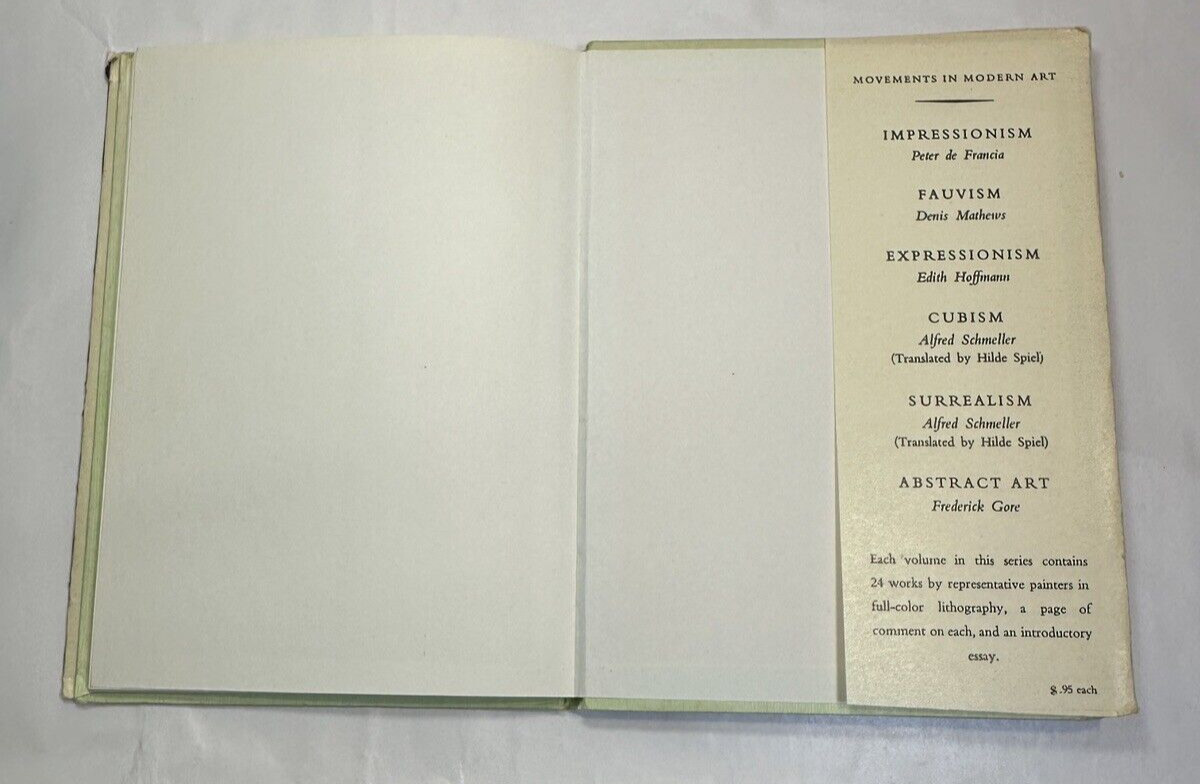 MOVEMENTS IN MODERN ART
IMPRESSIONISM
Peter de Francia
FAUVISM
Denis Mathews
EXPRESSIONISM
Edith Hoffmann
CUBISM
Alfred Schmeller
(Translated by Hilde Spiel)
SURREALISM
Alfred Schmeller
(Translated by Hilde Spiel)
ABSTRACT ART
Frederick Gore
Each volume in this series contains
24 works by representative painters in
full-color lithography, a page of
comment on each, and an introductory
essay.
$.95 each